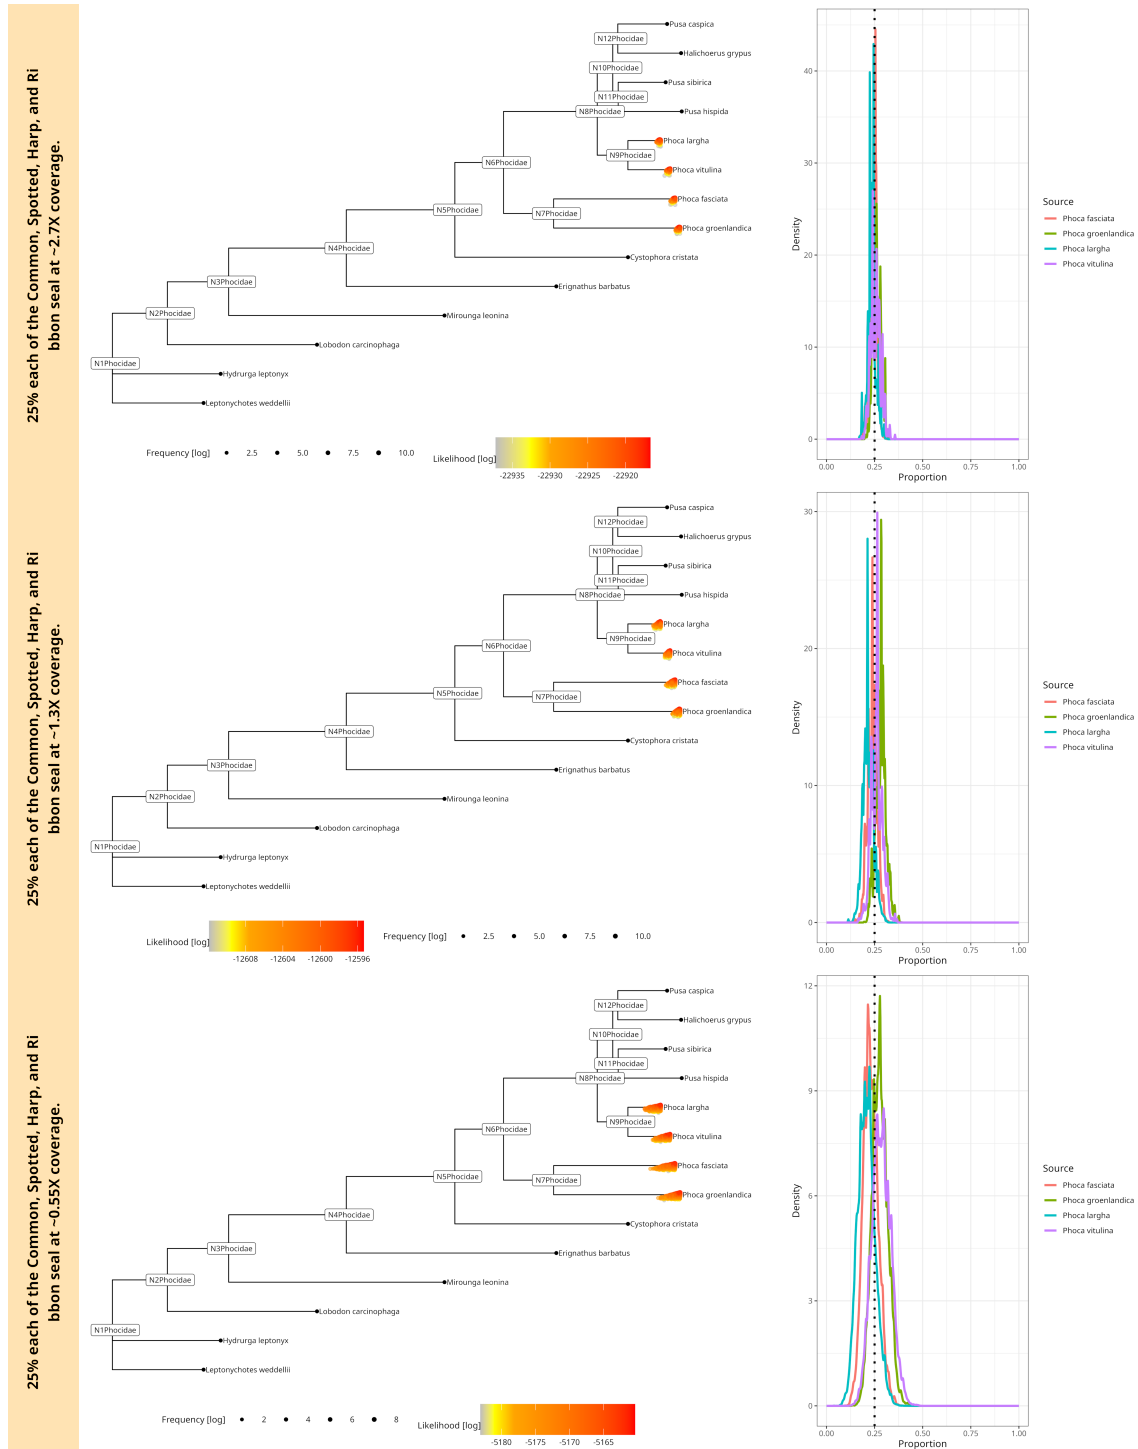 25% each of the Common, Spotted, Harp, and Ri
bbon seal at ~2.7X coverage.
Pusa caspica
N12Phocidae
Halichoerus grypus
N10Phocidae
Pusa sibirica
N11Phocidae
N8Phocidae
Pusa hispida
Phoca largha
N9Phocidae
N6Phocidae
Phoca vitulina
Phoca fasciata
N5Phocidae
N7Phocidae
Phoca groenlandica
N4Phocidae
Cystophora cristata
N3Phocidae
Erignathus barbatus
N2Phocidae
Mirounga leonina
Lobodon carcinophaga
N1Phocidae
Hydrurga leptonyx
Leptonychotes weddellii
Frequency [log]
2.5 5.0 7.5 10.0
Likelihood [log]
-22935 -22930 -22925 -22920
Density
40
30
20
10
0
0.00 0.25 0.50 0.75 1.00
Proportion
Source
Phoca fasciata
Phoca groenlandica
Phoca largha
Phoca vitulina
25% each of the Common, Spotted, Harp, and Ri
bbon seal at ~1.3X coverage.
Pusa caspica
N12Phocidae
Halichoerus grypus
N10Phocidae
Pusa sibirica
N11Phocidae
N8Phocidae
Pusa hispida
Phoca largha
N9Phocidae
N6Phocidae
Phoca vitulina
Phoca fasciata
N5Phocidae
N7Phocidae
Phoca groenlandica
N4Phocidae
Cystophora cristata
N3Phocidae
Erignathus barbatus
N2Phocidae
Mirounga leonina
Lobodon carcinophaga
N1Phocidae
Hydrurga leptonyx
Leptonychotes weddellii
Likelihood [log]
-12608 -12604 -12600 -12596
Frequency [log]
2.5 5.0 7.5 10.0
Density
30
20
10
0
0.00 0.25 0.50 0.75 1.00
Proportion
Source
Phoca fasciata
Phoca groenlandica
Phoca largha
Phoca vitulina
25% each of the Common, Spotted, Harp, and Ri
bbon seal at ~0.55X coverage.
Pusa caspica
N12Phocidae
Halichoerus grypus
N10Phocidae
Pusa sibirica
N11Phocidae
N8Phocidae
Pusa hispida
Phoca largha
N9Phocidae
N6Phocidae
Phoca vitulina
Phoca fasciata
N5Phocidae
N7Phocidae
Phoca groenlandica
N4Phocidae
Cystophora cristata
N3Phocidae
Erignathus barbatus
N2Phocidae
Mirounga leonina
Lobodon carcinophaga
N1Phocidae
Hydrurga leptonyx
Leptonychotes weddellii
Frequency [log]
2 4 6 8
Likelihood [log]
-5180 -5175 -5170 -5165
Density
12
9
6
3
0
0.00 0.25 0.50 0.75 1.00
Proportion
Source
Phoca fasciata
Phoca groenlandica
Phoca largha
Phoca vitulina